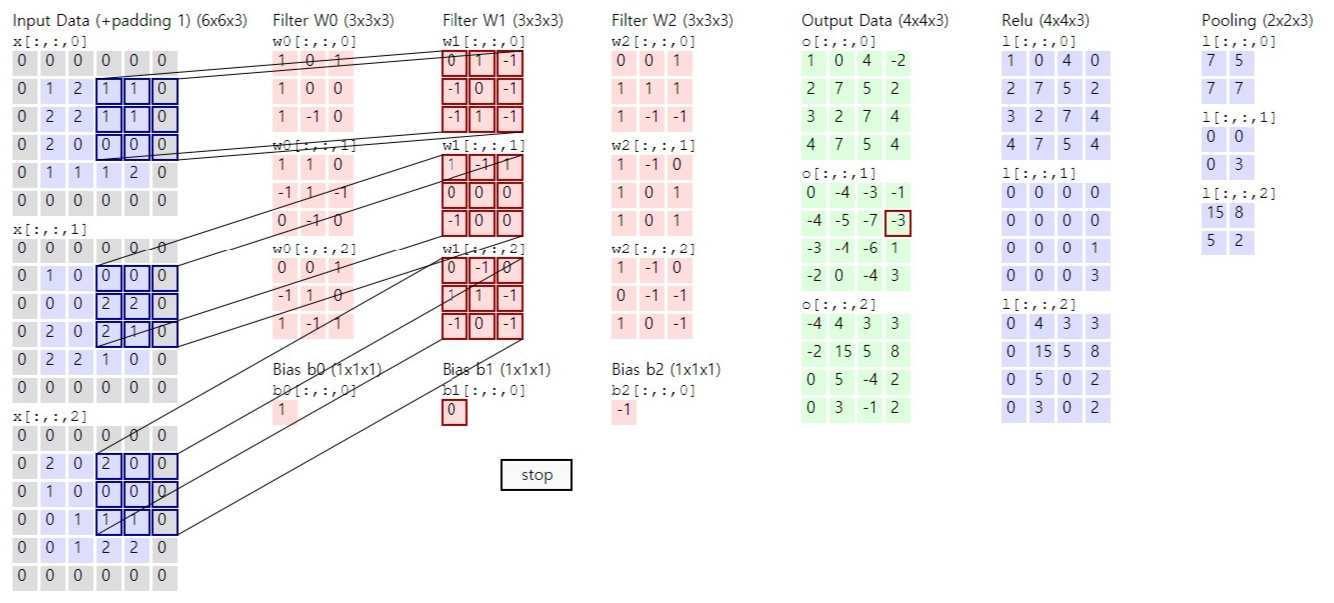 Input Data (+padding 1) (6x6x3)
x[:,:,0]
0 0 0 0 0 0
0 1 2 1 1 0
0 2 2 1 1 0
0 2 0 0 0 0
0 1 1 1 2 0
0 0 0 0 0 0
x[:,:,1]
0 0 0 0 0 0
0 1 0 0 0 0
0 0 0 2 2 0
0 2 0 2 1 0
0 2 2 1 0 0
0 0 0 0 0 0
x[:,:,2]
0 0 0 0 0 0
0 2 0 2 0 0
0 1 0 0 0 0
0 0 1 1 1 0
0 0 1 2 2 0
0 0 0 0 0 0
Filter W0 (3x3x3)
w0[:,:,0]
1 0 1
1 0 0
1 -1 0
w0[:,:,1]
1 1 0
-1 1 -1
0 -1 0
w0[:,:,2]
0 0 1
-1 1 0
1 -1 1
Bias b0 (1x1x1)
b0[:,:,0]
1
Filter W1 (3x3x3)
w1[:,:,0]
0 1 -1
-1 0 -1
-1 1 -1
w1[:,:,1]
1 -1 1
0 0 0
-1 0 0
w1[:,:,2]
0 -1 0
1 1 -1
-1 0 -1
Bias b1 (1x1x1)
b1[:,:,0]
0
Filter W2 (3x3x3)
w2[:,:,0]
0 0 1
1 1 1
1 -1 -1
w2[:,:,1]
1 -1 0
1 0 1
1 0 1
w2[:,:,2]
1 -1 0
0 -1 -1
1 0 -1
Bias b2 (1x1x1)
b2[:,:,0]
-1
stop
Output Data (4x4x3)
o[:,:,0]
1 0 4 -2
2 7 5 2
3 2 7 4
4 7 5 4
o[:,:,1]
0 -4 -3 -1
-4 -5 -7 -3
-3 -4 -6 1
-2 0 -4 3
o[:,:,2]
-4 4 3 3
-2 15 5 8
0 5 -4 2
0 3 -1 2
Relu (4x4x3)
l[:,:,0]
1 0 4 0
2 7 5 2
3 2 7 4
4 7 5 4
l[:,:,1]
0 0 0 0
0 0 0 0
0 0 0 1
0 0 0 3
l[:,:,2]
0 4 3 3
0 15 5 8
0 5 0 2
0 3 0 2
Pooling (2x2x3)
l[:,:,0]
7 5
7 7
l[:,:,1]
0 0
0 3
l[:,:,2]
15 8
5 2